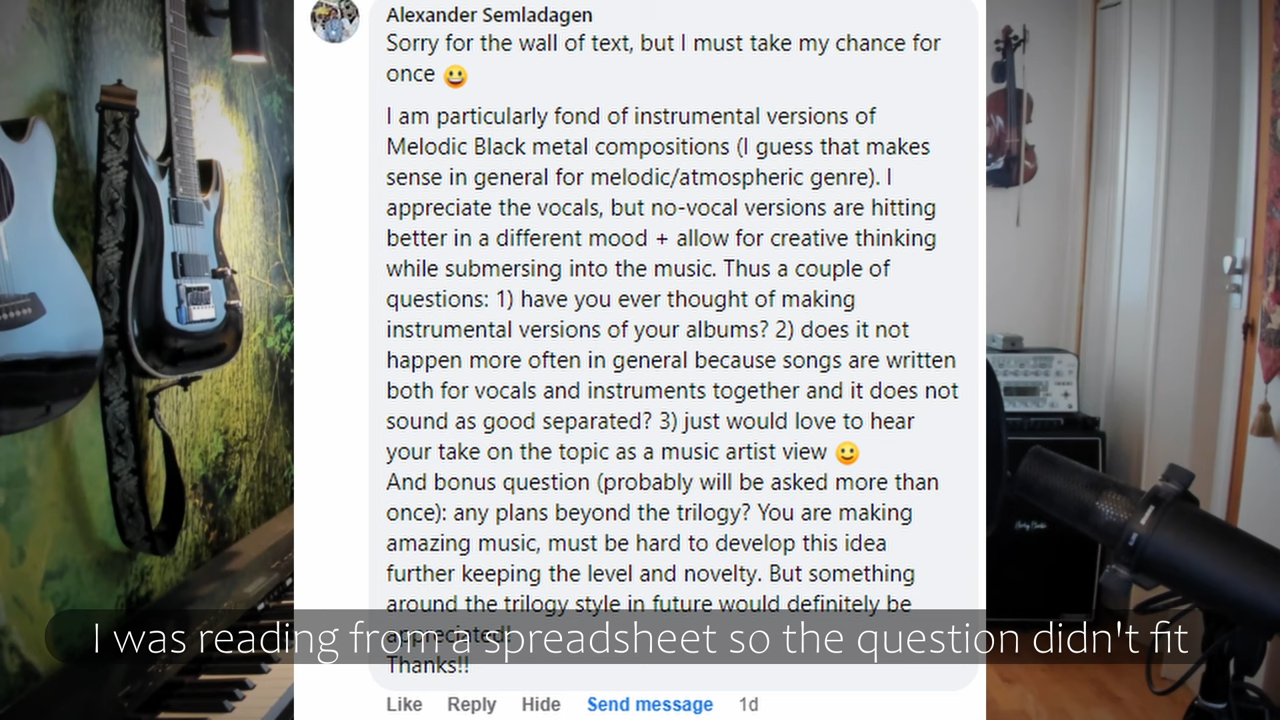 Alexander Semladagen
Sorry for the wall of text, but I must take my chance for
once 😀
I am particularly fond of instrumental versions of
Melodic Black metal compositions (I guess that makes
sense in general for melodic/atmospheric genre). I
appreciate the vocals, but no-vocal versions are hitting
better in a different mood + allow for creative thinking
while submersing into the music. Thus a couple of
questions: 1) have you ever thought of making
instrumental versions of your albums? 2) does it not
happen more often in general because songs are written
both for vocals and instruments together and it does not
sound as good separated? 3) just would love to hear
your take on the topic as a music artist view 🙂
And bonus question (probably will be asked more than
once): any plans beyond the trilogy? You are making
amazing music, must be hard to develop this idea
further keeping the level and novelty. But something
around the trilogy style in future would definitely be
appreciated!
I was reading from a spreadsheet so the question didn't fit
Thanks!!
Like Reply Hide Send message 1d